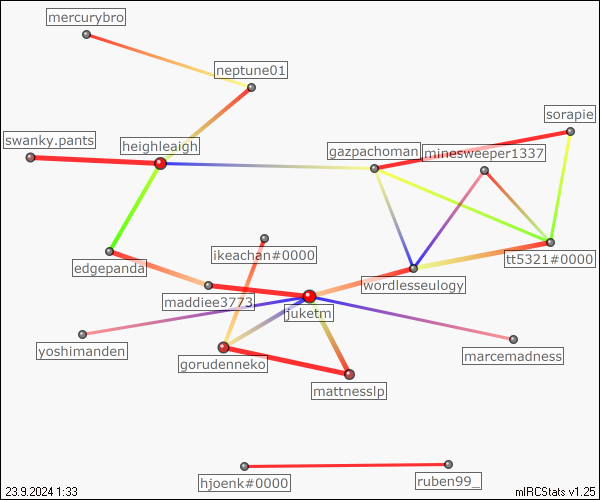 mercurybro
neptune01
sorapie
swanky.pants
heighleaigh
gazpachoman
minesweeper1337
ikeachan#0000
tt5321#0000
edgepanda
wordlesseulogy
maddiee3773
juketm
yoshimanden
marcemadness
gorudenneko
mattnesslp
hjoenk#0000
ruben99_
23.9.2024 1:33
mIRCStats v1.25